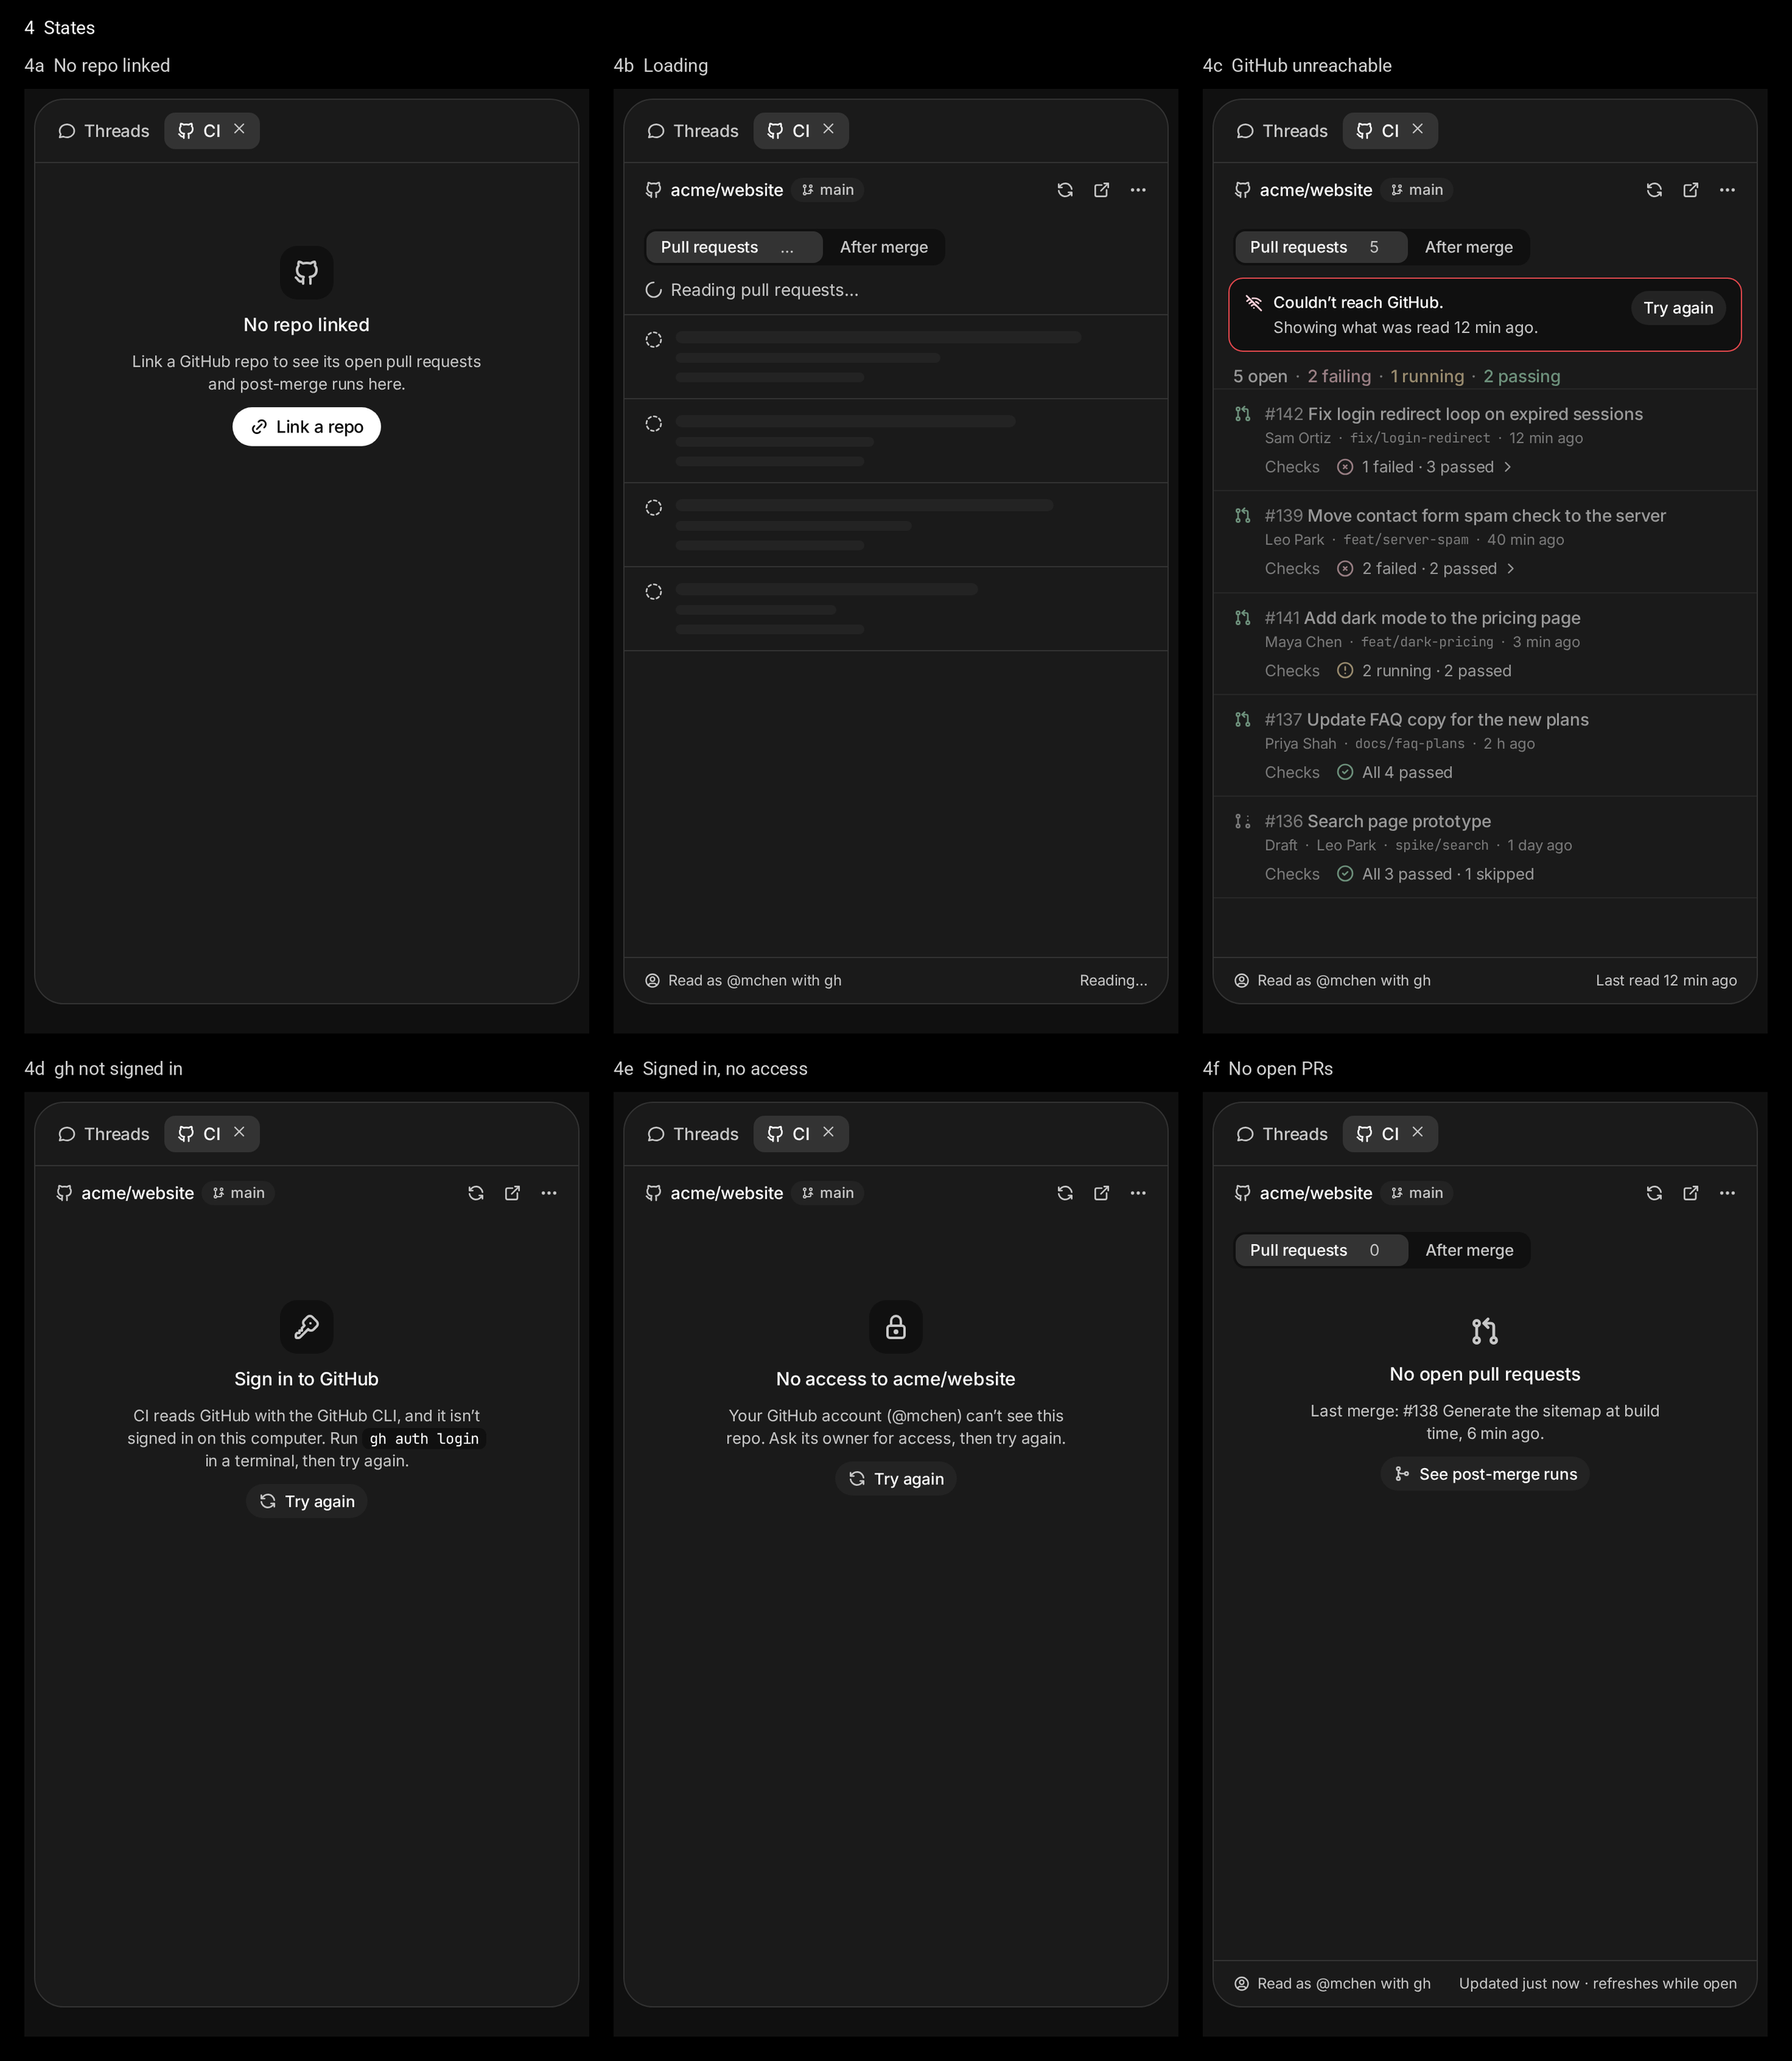 4 States
4a No repo linked
Threads
CI
No repo linked
Link a GitHub repo to see its open pull requests
and post-merge runs here.
Link a repo
4b Loading
Threads
CI
acme/website
main
Pull requests ...
After merge
Reading pull requests...
Read as @mchen with gh
Reading...
4c GitHub unreachable
Threads
CI
acme/website
main
Pull requests 5
After merge
Couldn’t reach GitHub.
Showing what was read 12 min ago.
Try again
5 open · 2 failing · 1 running · 2 passing
#142 Fix login redirect loop on expired sessions
Sam Ortiz · fix/login-redirect · 12 min ago
Checks 1 failed · 3 passed
#139 Move contact form spam check to the server
Leo Park · feat/server-spam · 40 min ago
Checks 2 failed · 2 passed
#141 Add dark mode to the pricing page
Maya Chen · feat/dark-pricing · 3 min ago
Checks 2 running · 2 passed
#137 Update FAQ copy for the new plans
Priya Shah · docs/faq-plans · 2 h ago
Checks All 4 passed
#136 Search page prototype
Draft · Leo Park · spike/search · 1 day ago
Checks All 3 passed · 1 skipped
Read as @mchen with gh
Last read 12 min ago
4d gh not signed in
Threads
CI
acme/website
main
Sign in to GitHub
CI reads GitHub with the GitHub CLI, and it isn’t
signed in on this computer. Run gh auth login
in a terminal, then try again.
Try again
4e Signed in, no access
Threads
CI
acme/website
main
No access to acme/website
Your GitHub account (@mchen) can’t see this
repo. Ask its owner for access, then try again.
Try again
4f No open PRs
Threads
CI
acme/website
main
Pull requests 0
After merge
No open pull requests
Last merge: #138 Generate the sitemap at build
time, 6 min ago.
See post-merge runs
Read as @mchen with gh
Updated just now · refreshes while open